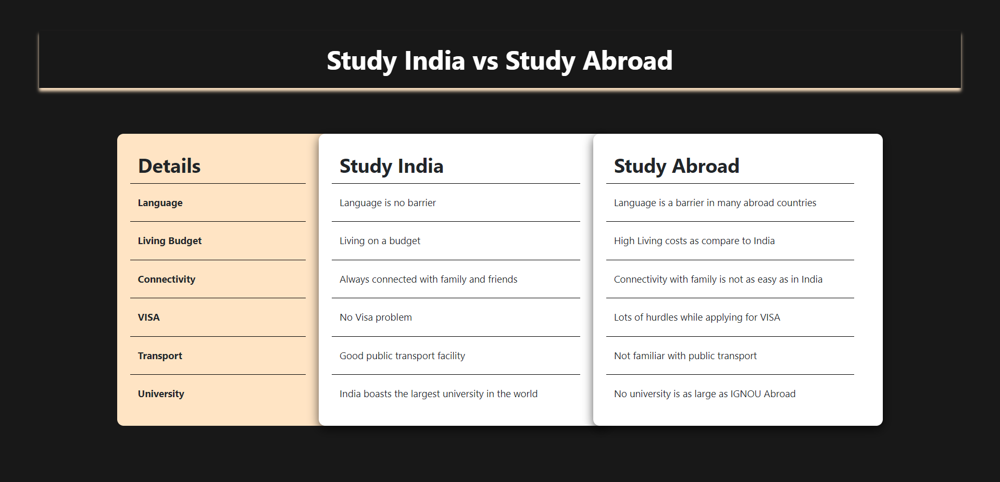 Study India vs Study Abroad
Details
Study India
Study Abroad
Language
Language is no barrier
Language is a barrier in many abroad countries
Living Budget
Living on a budget
High Living costs as compare to India
Connectivity
Always connected with family and friends
Connectivity with family is not as easy as in India
VISA
No Visa problem
Lots of hurdles while applying for VISA
Transport
Good public transport facility
Not familiar with public transport
University
India boasts the largest university in the world
No university is as large as IGNOU Abroad